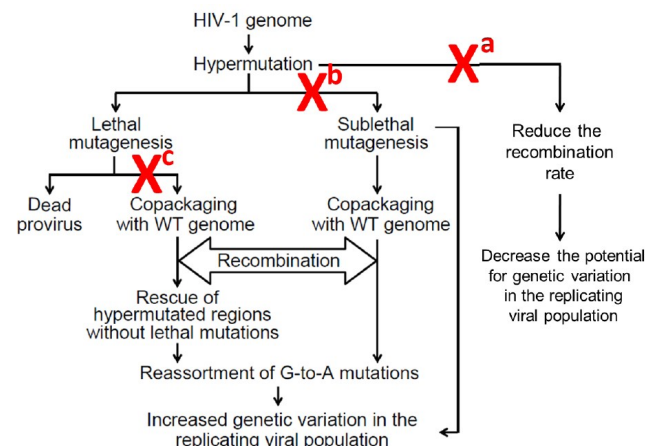 HIV-1 genome
Hypermutation
X a
X b
Lethal
mutagenesis
Sublethal
mutagenesis
Reduce the
recombination
rate
X c
Dead
provirus
Copackaging
with WT genome
Copackaging
with WT genome
Recombination
Decrease the potential
for genetic variation
in the replicating
viral population
Rescue of
hypermutated regions
without lethal mutations
Reassortment of G-to-A mutations
Increased genetic variation in the
replicating viral population